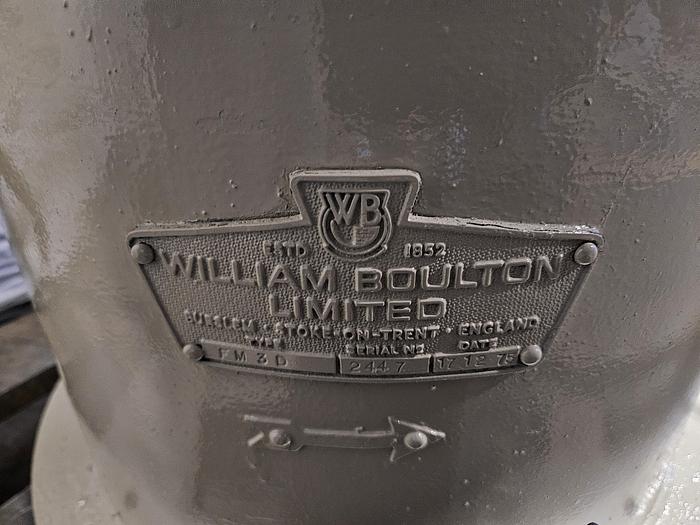 WB
ESTD 1852
WILLIAM BOULTON
LIMITED
BURSLEM • STOKE-ON-TRENT • ENGLAND
TYPE SERIAL NO DATE
FM 3 D 2447 17 12 75